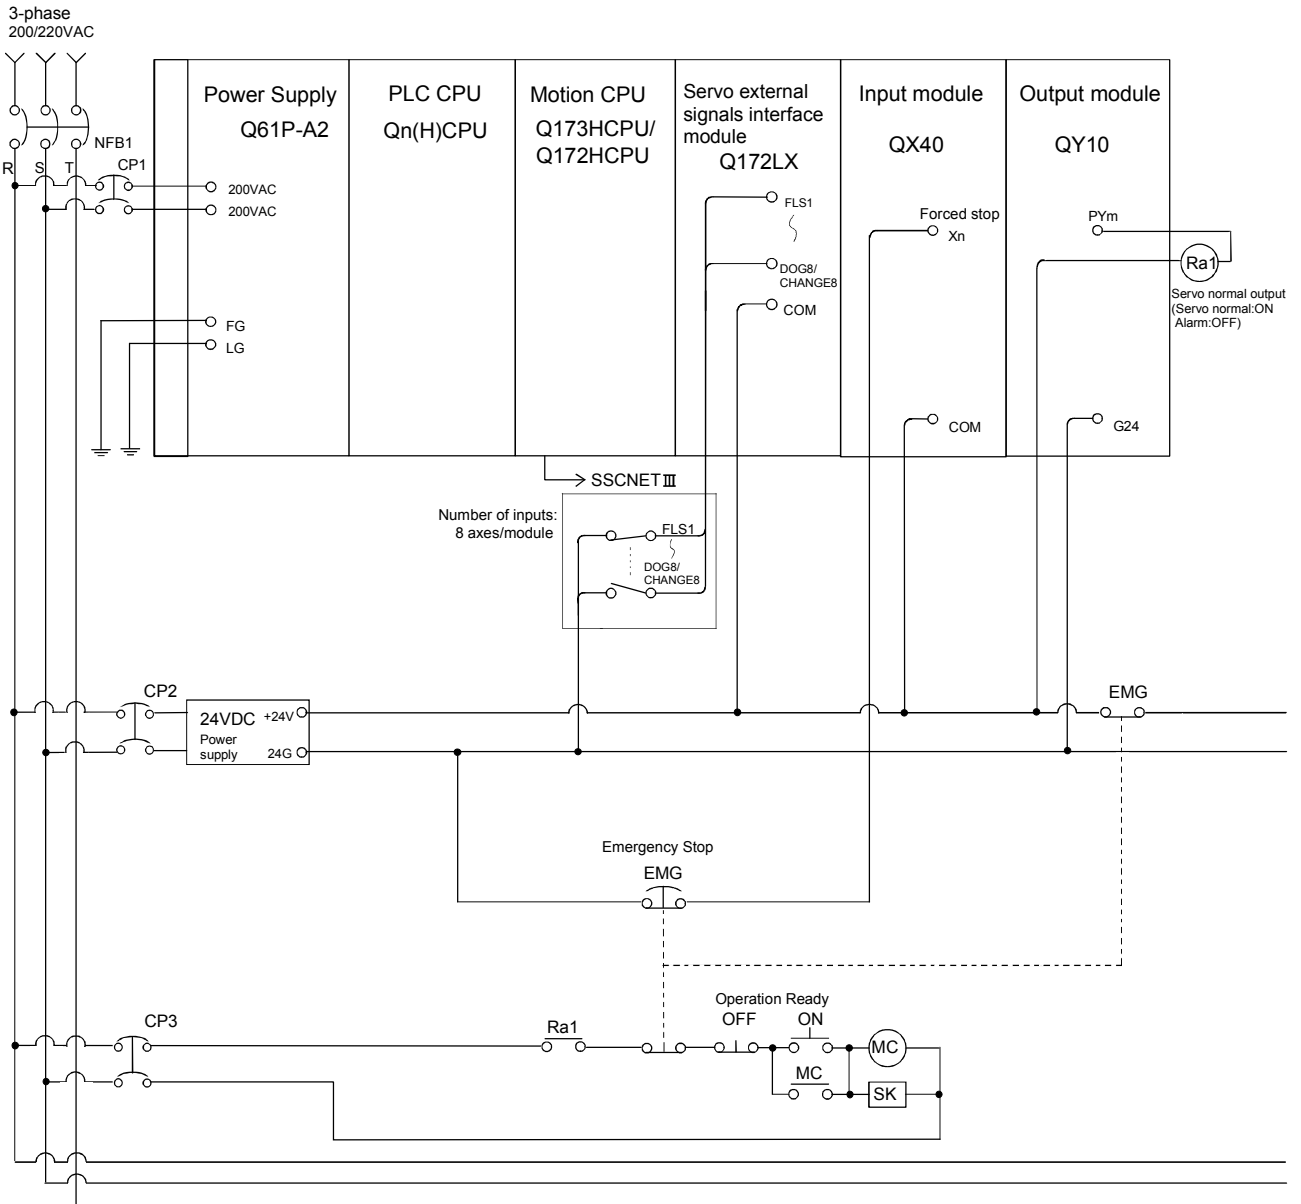 3-phase
200/220VAC
NFB1
R
S
T
CP1
Power Supply
Q61P-A2
200VAC
200VAC
FG
LG
PLC CPU
Qn(H)CPU
Motion CPU
Q173HCPU/
Q172HCPU
Servo external
signals interface
module
Q172LX
FLS1
DOG8/
CHANGE8
COM
Input module
QX40
Forced stop
Xn
COM
Output module
QY10
PYm
G24
Ra1
Servo normal output
(Servo normal:ON
Alarm:OFF)
SSCNETⅢ
Number of inputs:
8 axes/module
FLS1
DOG8/
CHANGE8
CP2
24VDC
Power
supply
+24V
24G
EMG
Emergency Stop
EMG
CP3
Ra1
Operation Ready
OFF
ON
MC
MC
SK